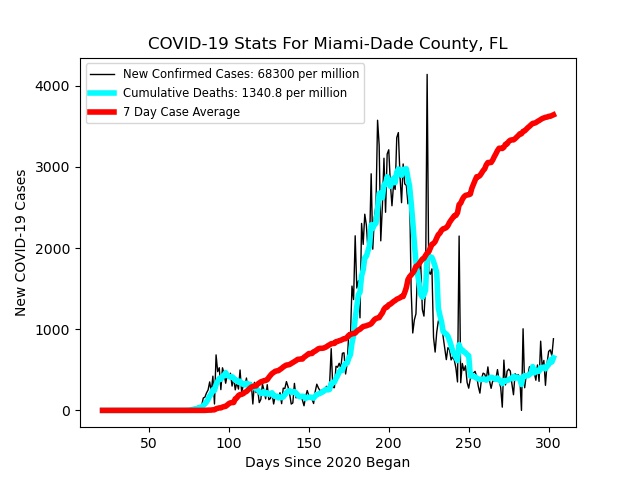 COVID-19 Stats For Miami-Dade County, FL
New Confirmed Cases: 68300 per million
Cumulative Deaths: 1340.8 per million
7 Day Case Average
New COVID-19 Cases
4000
3000
2000
1000
0
50 100 150 200 250 300
Days Since 2020 Began